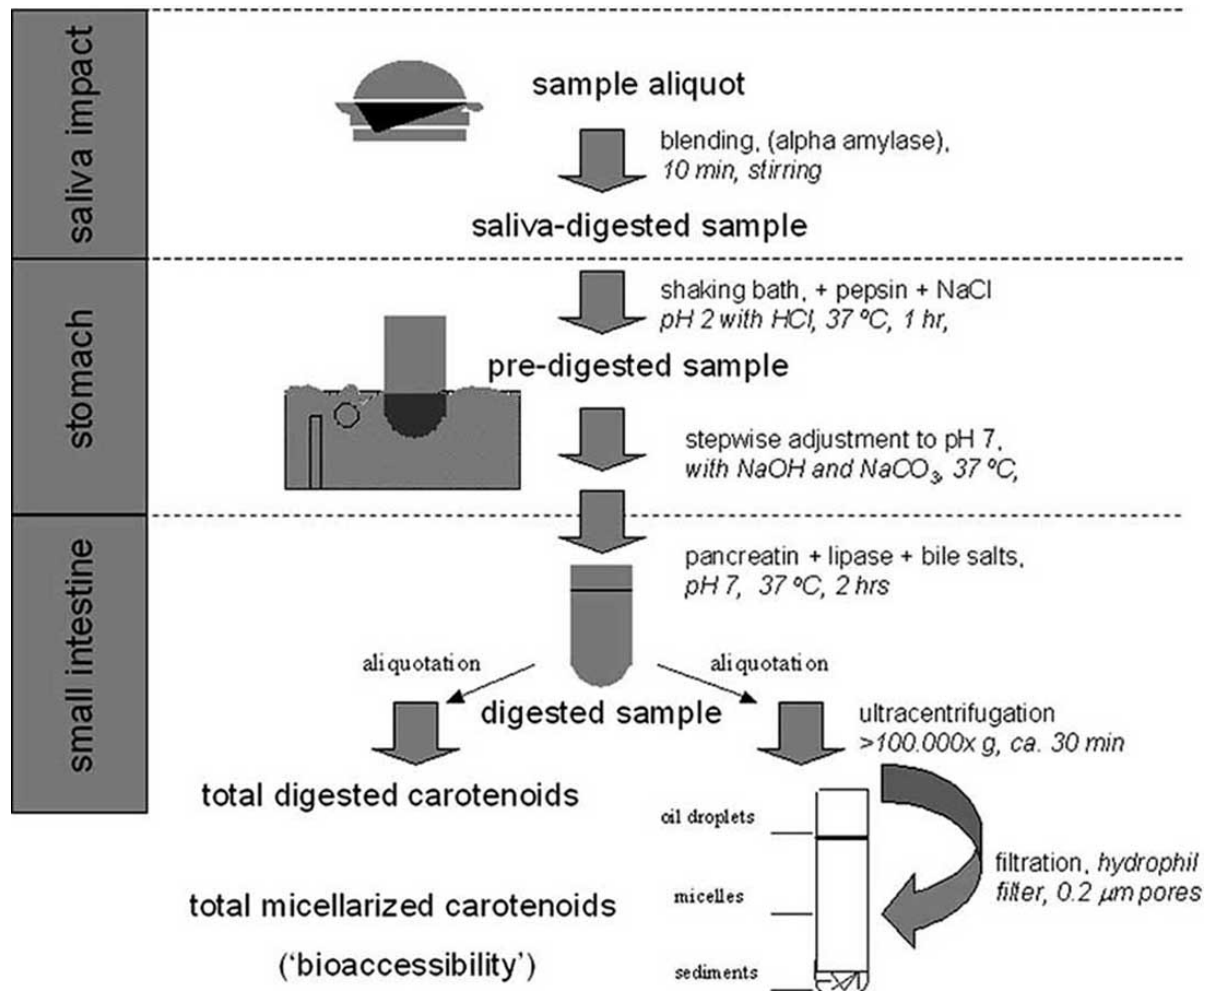 saliva impact
sample aliquot
blending, (alpha amylase),
10 min, stirring
saliva-digested sample
stomach
shaking bath, + pepsin + NaCl
pH 2 with HCl, 37 ºC, 1 hr,
pre-digested sample
stepwise adjustment to pH 7,
with NaOH and NaCO₃, 37 ºC,
small intestine
pancreatin + lipase + bile salts,
pH 7, 37 ºC, 2 hrs
aliquotation
aliquotation
digested sample
ultracentrifugation
>100.000x g, ca. 30 min
total digested carotenoids
oil droplets
filtration, hydrophil
filter, 0.2 µm pores
micelles
total micellarized carotenoids
('bioaccessibility')
sediments